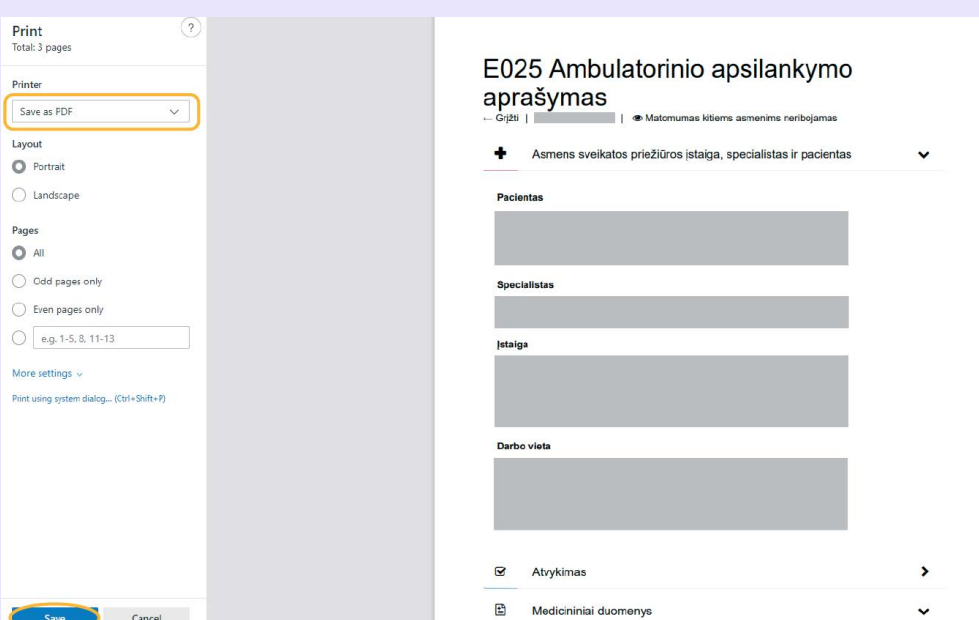 Print
?
Total: 3 pages
Printer
Save as PDF
Layout
Portrait
Landscape
Pages
All
Odd pages only
Even pages only
e.g. 1-5, 8, 11-13
More settings
Print using system dialog... (Ctrl+Shift+P)
Save Cancel
E025 Ambulatorinio apsilankymo
aprašymas
← Grįžti | | Matomumas kitiems asmenims neribojamas
Asmens sveikatos priežiūros įstaiga, specialistas ir pacientas
Pacientas
Specialistas
Įstaiga
Darbo vieta
Atvykimas
Medicininiai duomenys